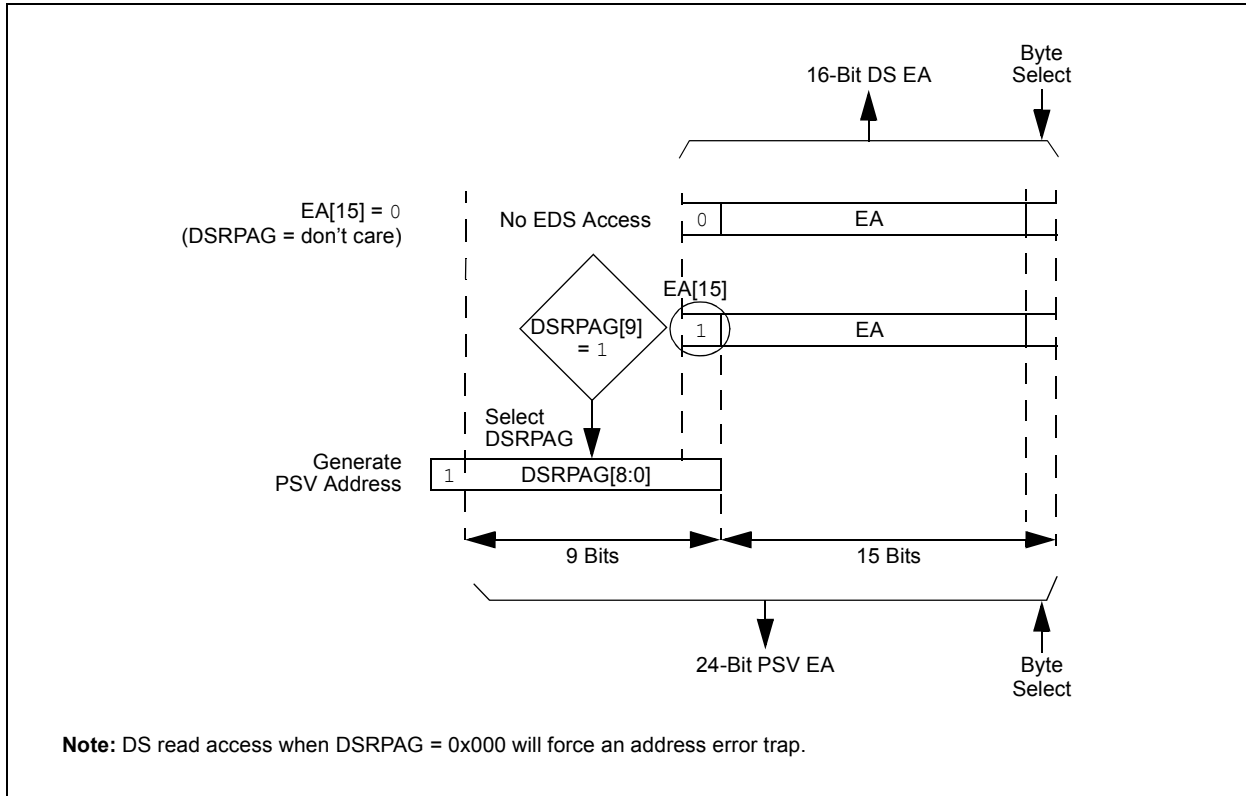 16-Bit DS EA
Byte
Select
EA[15] = 0
(DSRPAG = don't care)
No EDS Access
0
EA
EA[15]
DSRPAG[9]
= 1
1
EA
Select
DSRPAG
Generate
PSV Address
1
DSRPAG[8:0]
9 Bits
15 Bits
24-Bit PSV EA
Byte
Select
Note: DS read access when DSRPAG = 0x000 will force an address error trap.